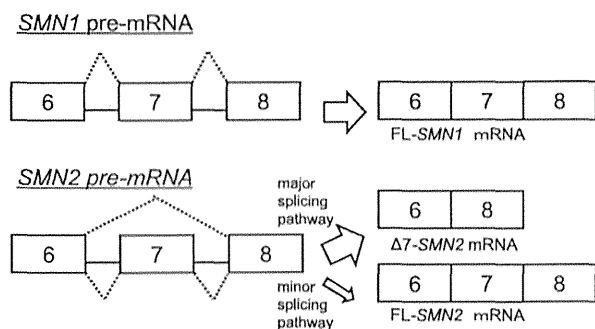 SMN1 pre-mRNA
6 7 8
6 7 8
FL-SMN1 mRNA
SMN2 pre-mRNA
major
splicing
pathway
6 8
Δ7-SMN2 mRNA
6 7 8
minor
splicing
pathway
6 7 8
FL-SMN2 mRNA